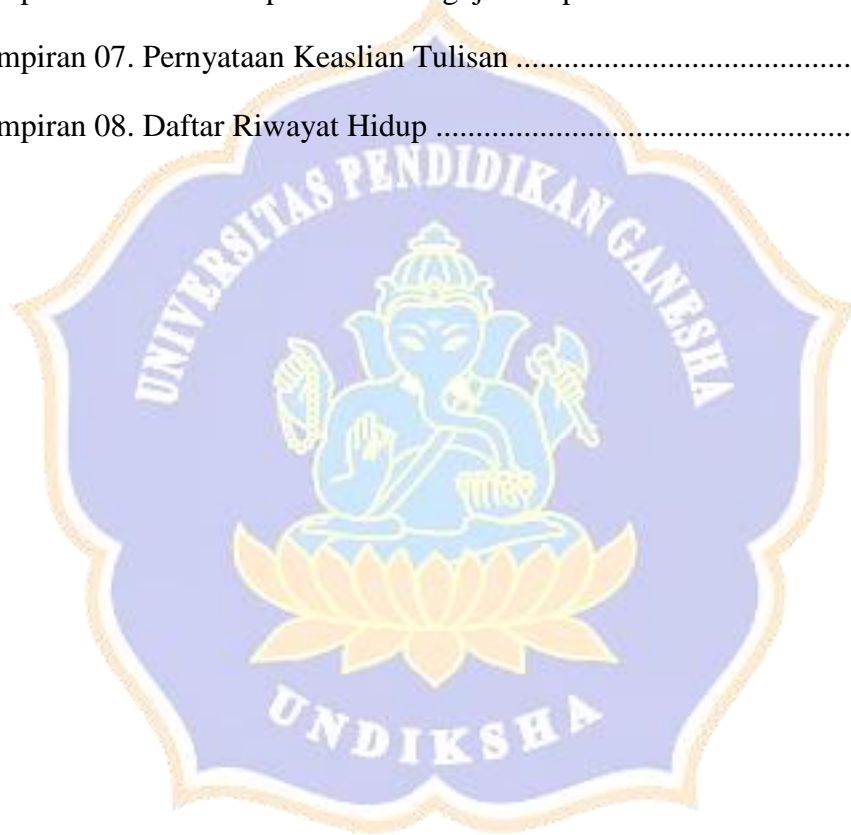 mpiran 07. Pernyataan Keaslian Tulisan ..........................................
mpiran 08. Daftar Riwayat Hidup ....................................................
UNIVERSITAS PENDIDIKAN GANESHA
UNDIKSHA